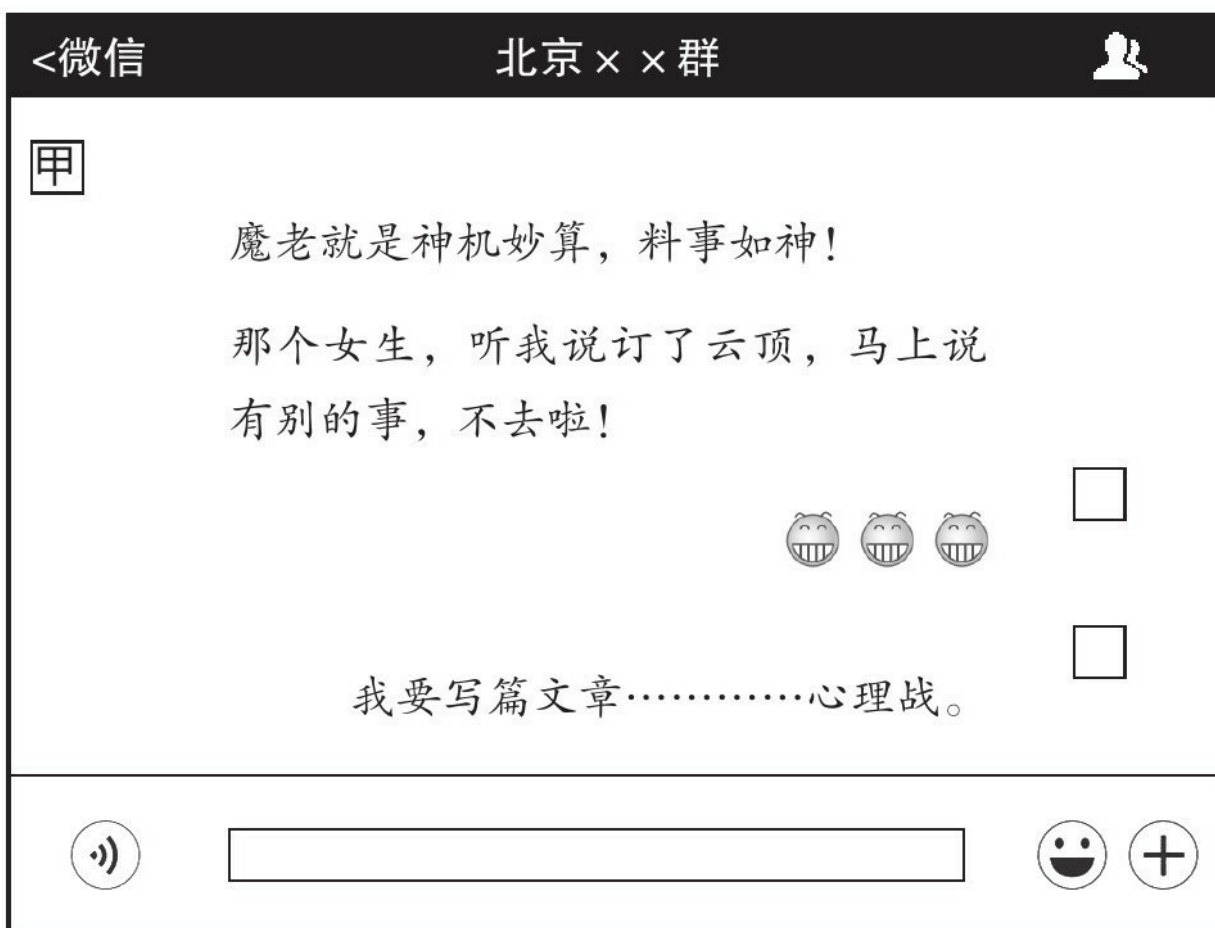 <微信
北京××群
甲
魔老就是神机妙算，料事如神！
那个女生，听我说订了云顶，马上说
有别的事，不去啦！
我要写篇文章…………心理战。